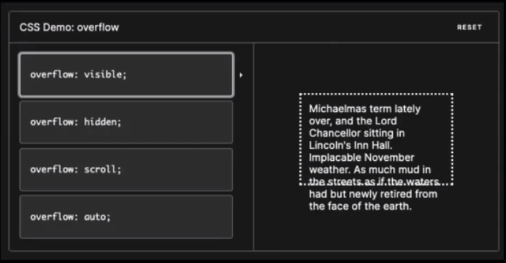 CSS Demo: overflow
RESET
overflow: visible;
overflow: hidden;
overflow: scroll;
overflow: auto;
Michaelmas term lately
over, and the Lord
Chancellor sitting in
Lincoln's Inn Hall.
Implacable November
weather. As much mud in
the streets as if the waters
had but newly retired from
the face of the earth.